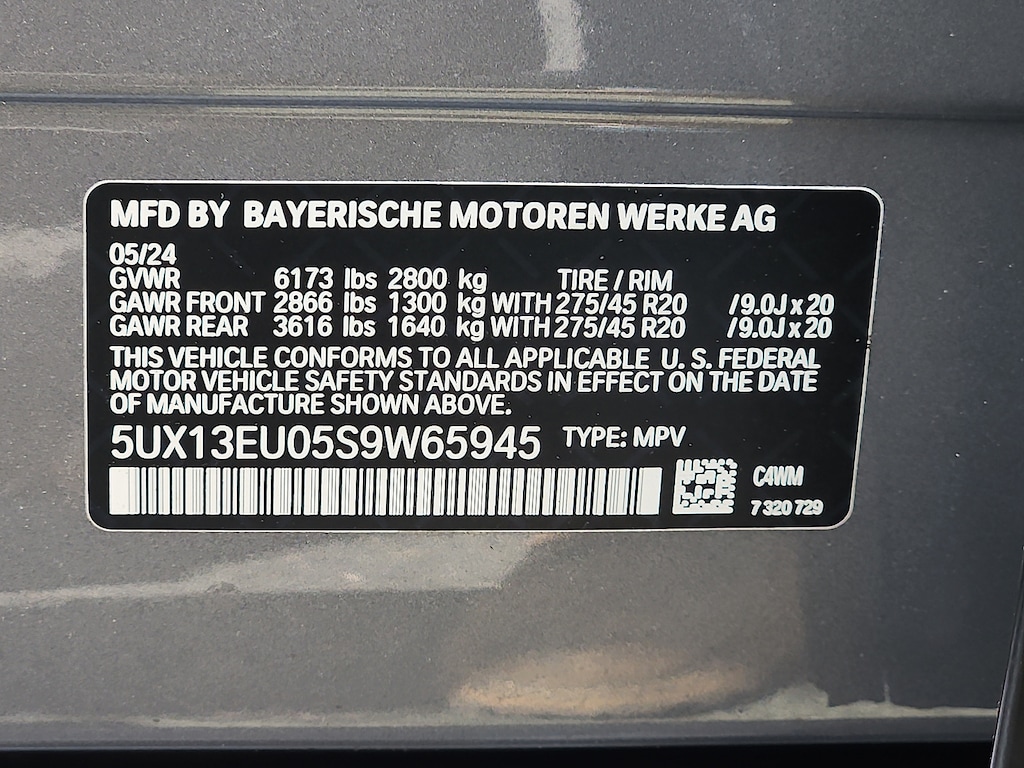 MFD BY BAYERISCHE MOTOREN WERKE AG
05/24
GVWR 6173 lbs 2800 kg TIRE / RIM
GAWR FRONT 2866 lbs 1300 kg WITH 275/45 R20 /9.0J x 20
GAWR REAR 3616 lbs 1640 kg WITH 275/45 R20 /9.0J x 20
THIS VEHICLE CONFORMS TO ALL APPLICABLE U. S. FEDERAL
MOTOR VEHICLE SAFETY STANDARDS IN EFFECT ON THE DATE
OF MANUFACTURE SHOWN ABOVE.
5UX13EU05S9W65945 TYPE: MPV
C4WM
7 320 729